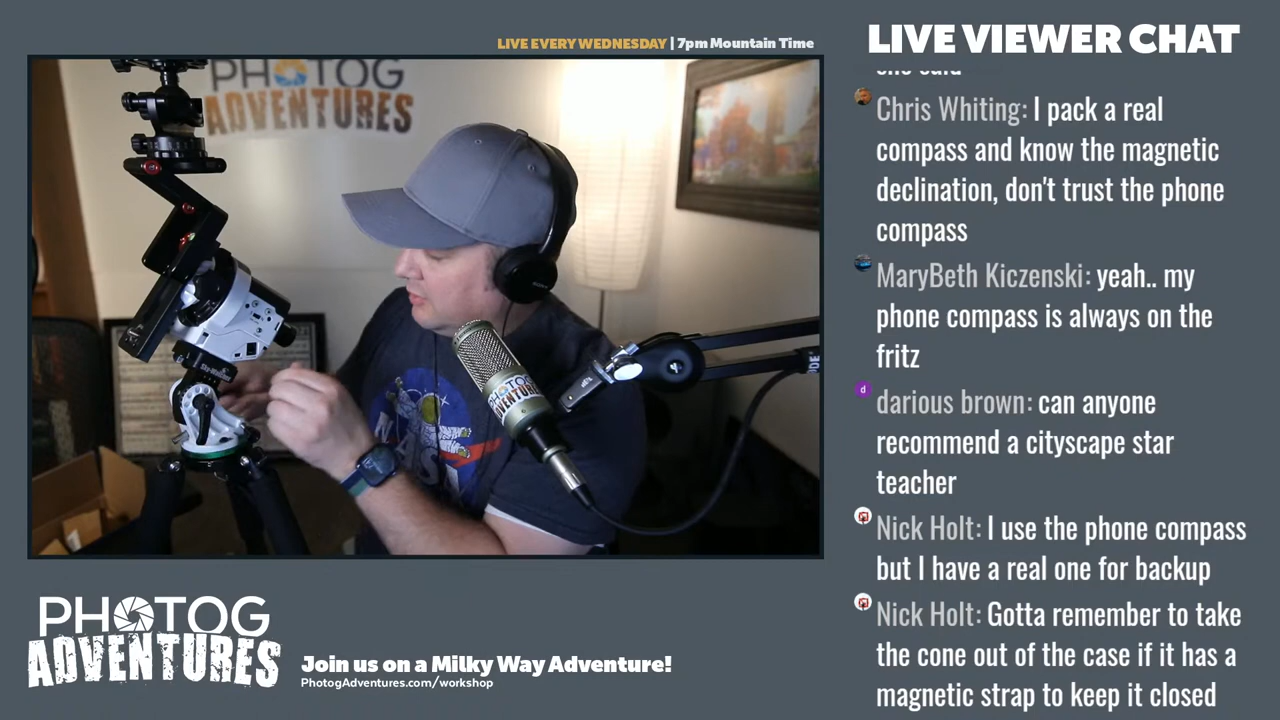 LIVE EVERY WEDNESDAY | 7pm Mountain Time
PHOTOG
ADVENTURES
PHOTOG
ADVENTURES
PHOTOG
ADVENTURES
Join us on a Milky Way Adventure!
PhotogAdventures.com/workshop
LIVE VIEWER CHAT
she said
Chris Whiting: I pack a real
compass and know the magnetic
declination, don't trust the phone
compass
MaryBeth Kiczenski: yeah.. my
phone compass is always on the
fritz
d
darious brown: can anyone
recommend a cityscape star
teacher
Nick Holt: I use the phone compass
but I have a real one for backup
Nick Holt: Gotta remember to take
the cone out of the case if it has a
magnetic strap to keep it closed